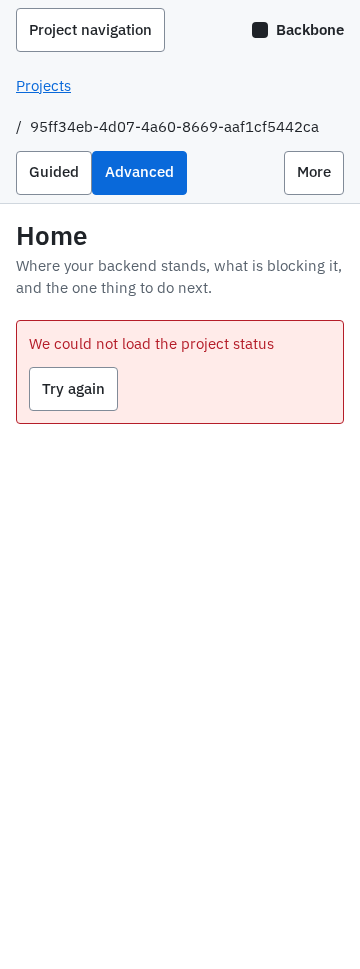 Project navigation
Backbone
Projects
/ 95ff34eb-4d07-4a60-8669-aaf1cf5442ca
Guided
Advanced
More
Home
Where your backend stands, what is blocking it,
and the one thing to do next.
We could not load the project status
Try again